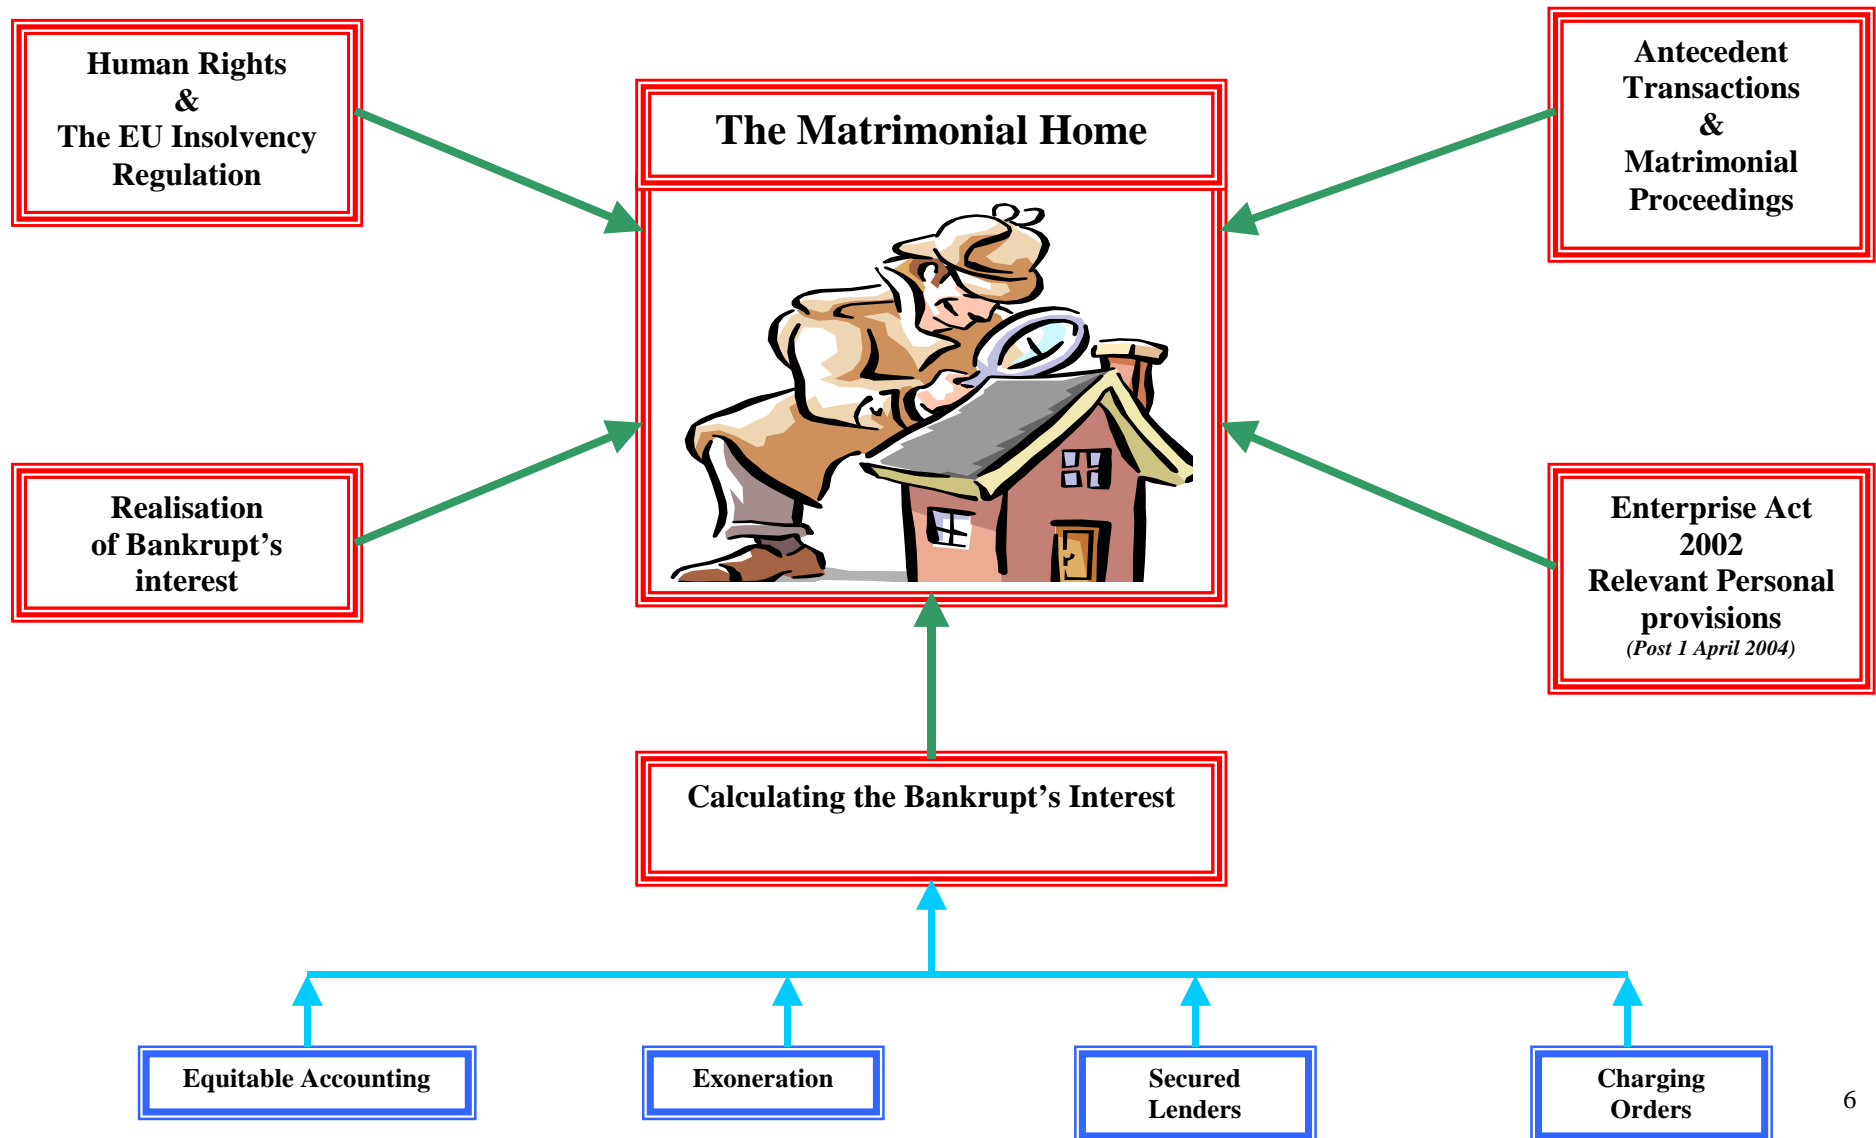 Human Rights
&
The EU Insolvency
Regulation
The Matrimonial Home
Antecedent
Transactions
&
Matrimonial
Proceedings
Realisation
of Bankrupt’s
interest
Enterprise Act
2002
Relevant Personal
provisions
(Post 1 April 2004)
Calculating the Bankrupt’s Interest
Equitable Accounting
Exoneration
Secured
Lenders
Charging
Orders
6